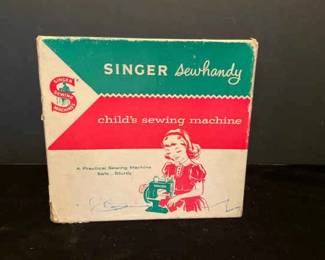 SINGER sewhandy
SINGER
SEWING
MACHINES
child's sewing machine
A Practical Sewing Machine
Safe...Sturdy